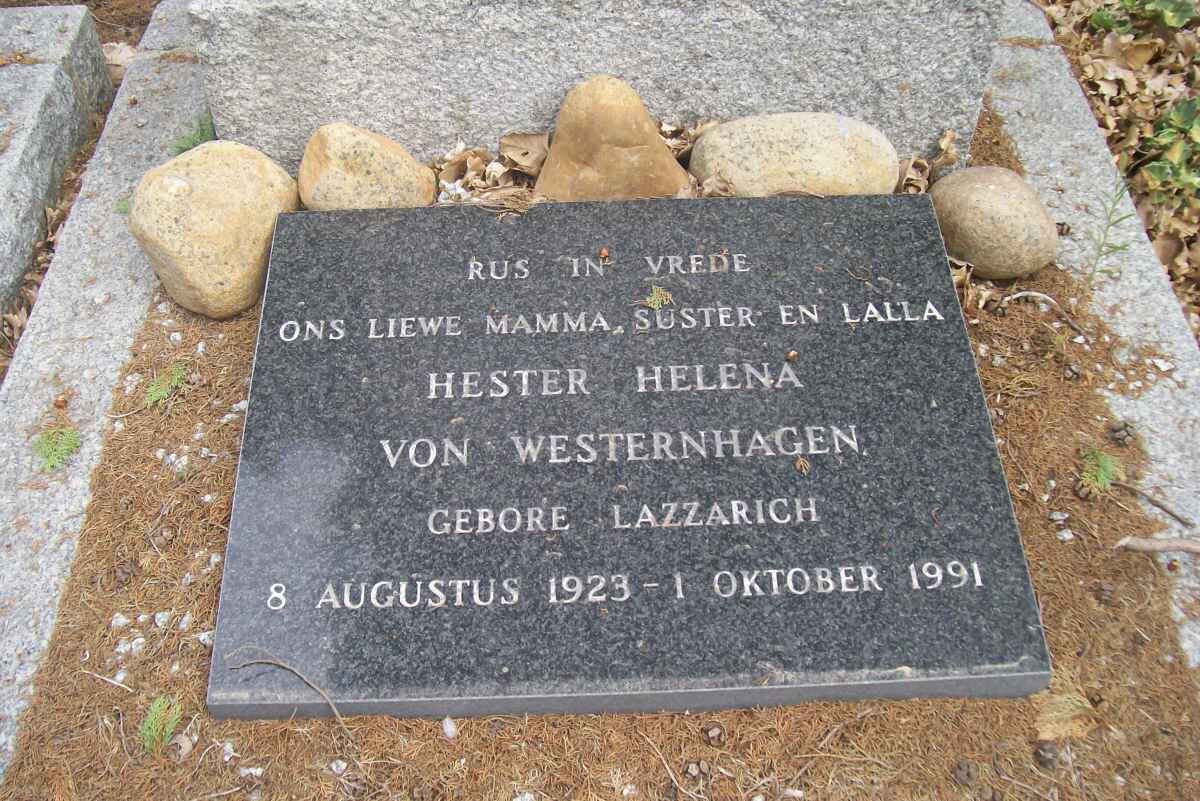 RUS IN VREDE
ONS LIEWE MAMMA, SUSTER EN LALLA
HESTER HELENA
VON WESTERNHAGEN
GEBORE LAZZARICH
8 AUGUSTUS 1923 - 1 OKTOBER 1991